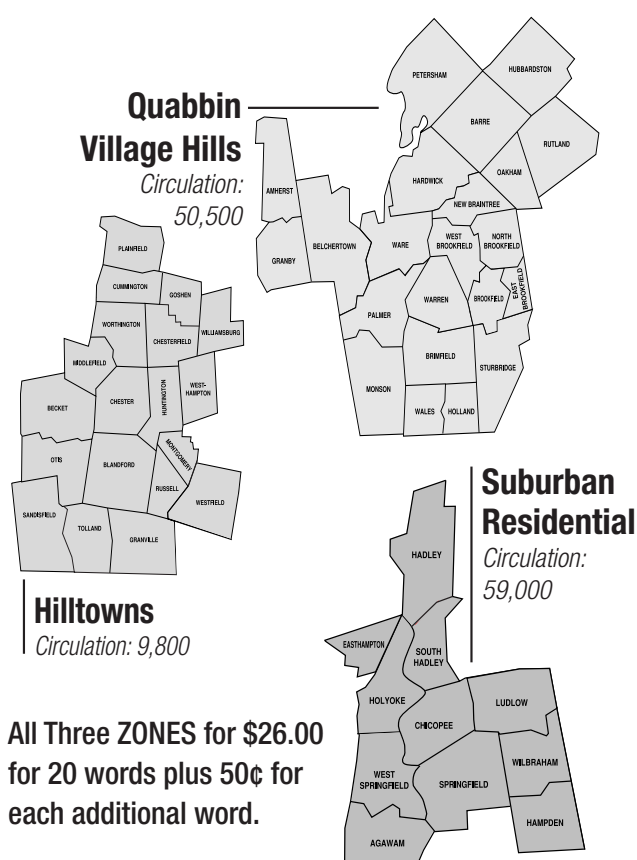 Quabbin
Village Hills
Circulation:
50,500
PETERSHAM
HUBBARDSTON
BARRE
RUTLAND
OAKHAM
HARDWICK
NEW BRAINTREE
AMHERST
BELCHERTOWN
GRANBY
WARE
WEST
BROOKFIELD
NORTH
BROOKFIELD
EAST
BROOKFIELD
BROOKFIELD
WARREN
PALMER
BRIMFIELD
STURBRIDGE
MONSON
WALES
HOLLAND
PLAINFIELD
CUMMINGTON
GOSHEN
WORTHINGTON
WILLIAMSBURG
CHESTERFIELD
MIDDLEFIELD
WEST-
HAMPTON
HUNTINGTON
CHESTER
BECKET
MONTGOMERY
OTIS
BLANDFORD
RUSSELL
WESTFIELD
SANDISFIELD
TOLLAND
GRANVILLE
Hilltowns
Circulation: 9,800
Suburban
Residential
Circulation:
59,000
HADLEY
EASTHAMPTON
SOUTH
HADLEY
HOLYOKE
LUDLOW
CHICOPEE
WILBRAHAM
WEST
SPRINGFIELD
SPRINGFIELD
HAMPDEN
AGAWAM
All Three ZONES for $26.00
for 20 words plus 50¢ for
each additional word.